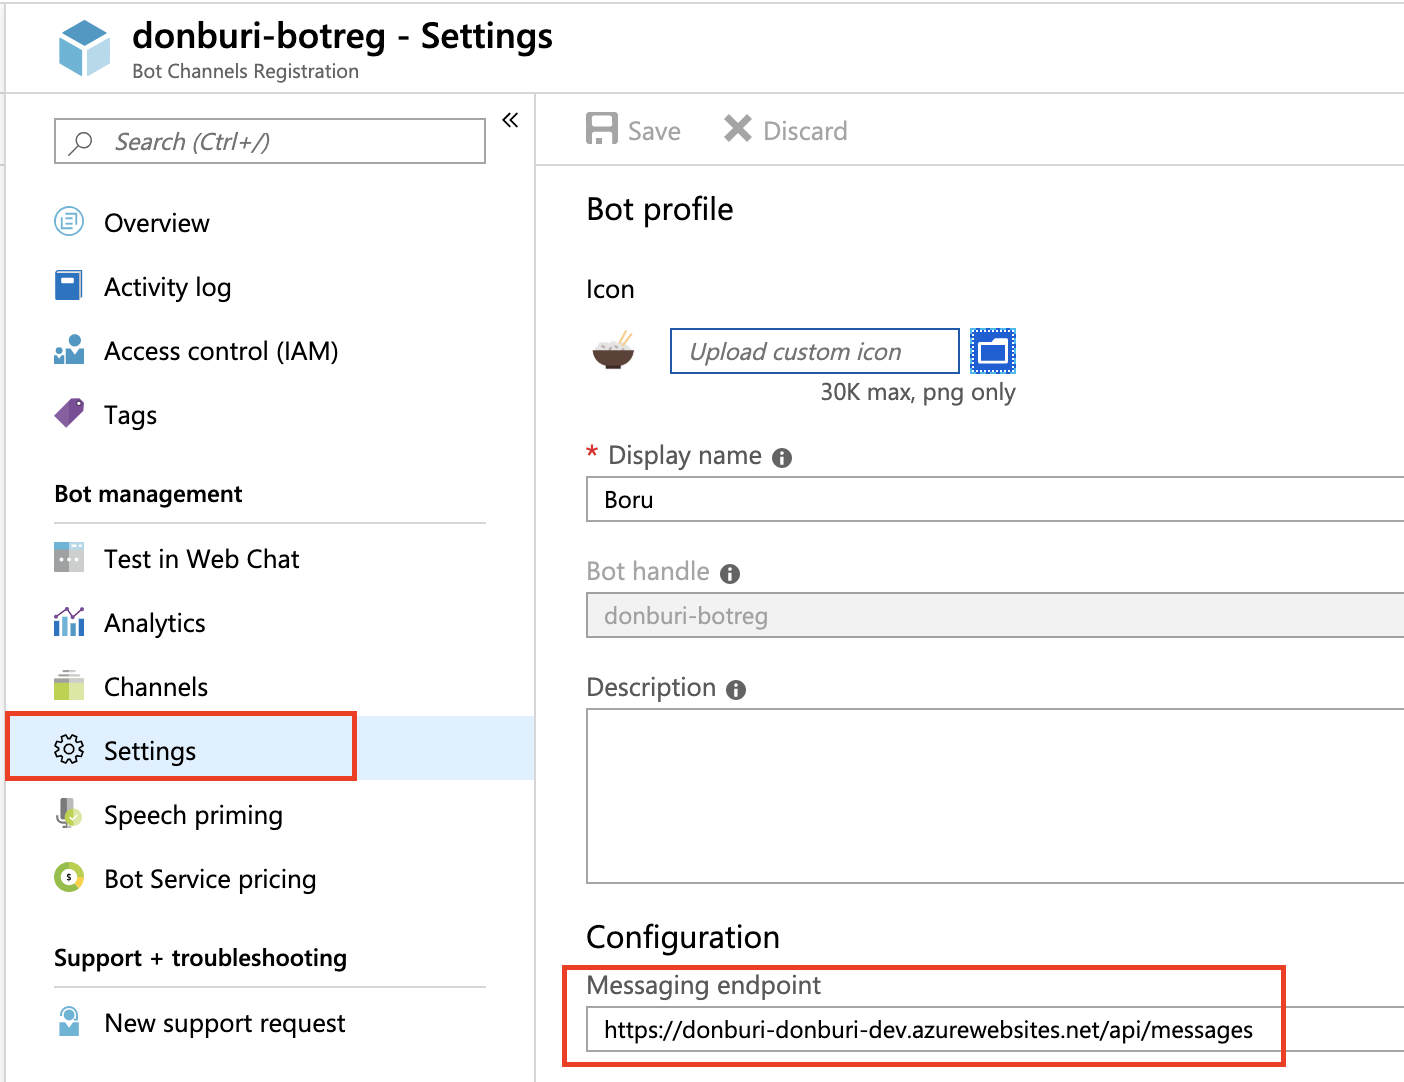 donburi-botreg - Settings
Bot Channels Registration
«
Search (Ctrl+/)
Overview
Activity log
Access control (IAM)
Tags
Bot management
Test in Web Chat
Analytics
Channels
Settings
Speech priming
Bot Service pricing
Support + troubleshooting
New support request
Save Discard
Bot profile
Icon
Upload custom icon
30K max, png only
* Display name
Boru
Bot handle
donburi-botreg
Description
Configuration
Messaging endpoint
https://donburi-donburi-dev.azurewebsites.net/api/messages